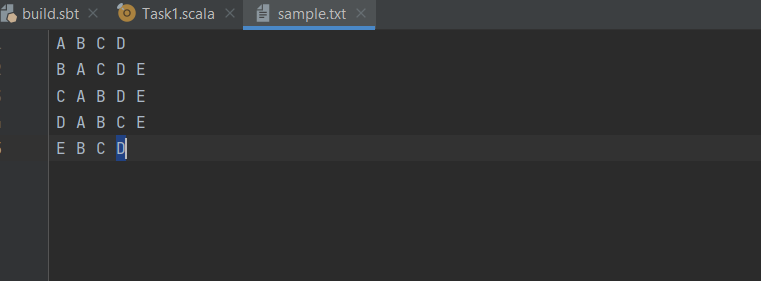 build.sbt Task1.scala sample.txt
A B C D
B A C D E
C A B D E
D A B C E
E B C D